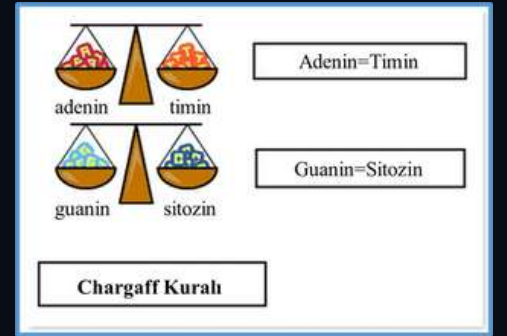 adenin timin
Adenin=Timin
guanin sitozin
Guanin=Sitozin
Chargaff Kuralı